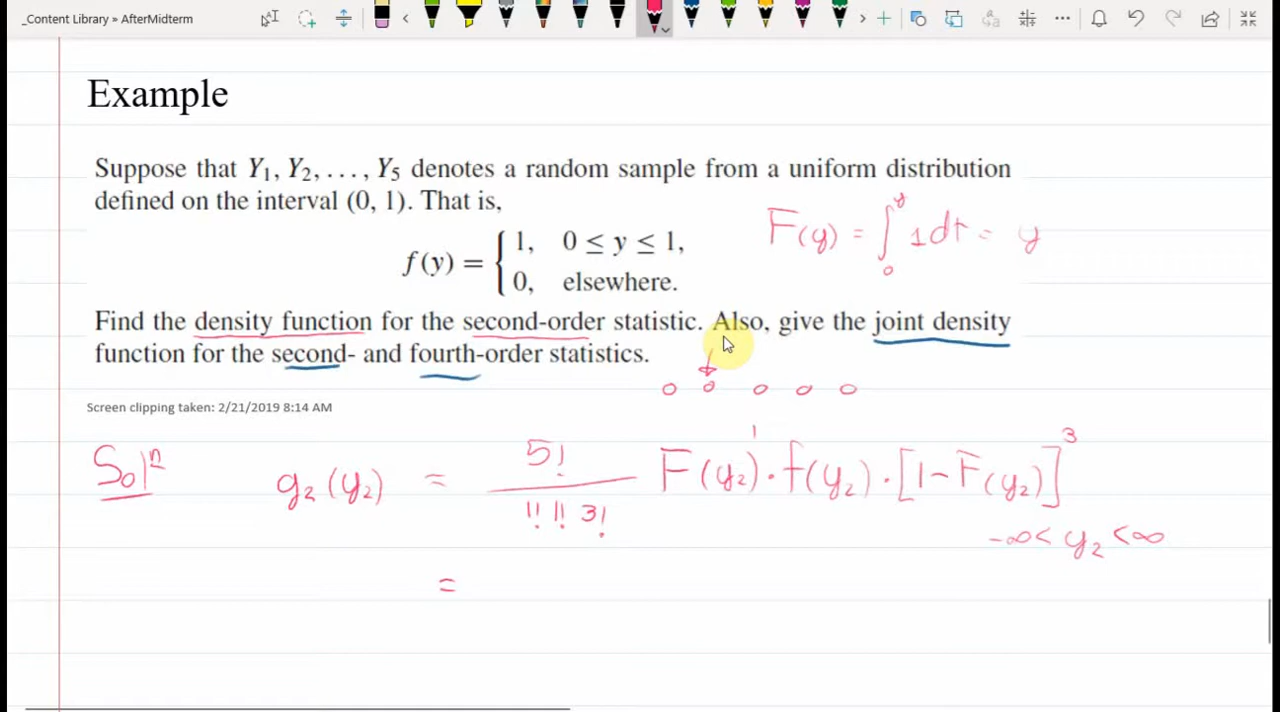 _Content Library » AfterMidterm
Example
Suppose that Y₁, Y₂, . . . , Y₅ denotes a random sample from a uniform distribution
defined on the interval (0, 1). That is,
f(y) = { 1, 0 ≤ y ≤ 1,
0, elsewhere.
F(y) = ∫₀ʸ 1dt = y
Find the density function for the second-order statistic. Also, give the joint density
function for the second- and fourth-order statistics.
Screen clipping taken: 2/21/2019 8:14 AM
Solⁿ g₂(y₂) = 5! / 1! 1! 3! F(y₂)¹ · f(y₂) · [1 - F(y₂)]³
-∞ < y₂ < ∞
=